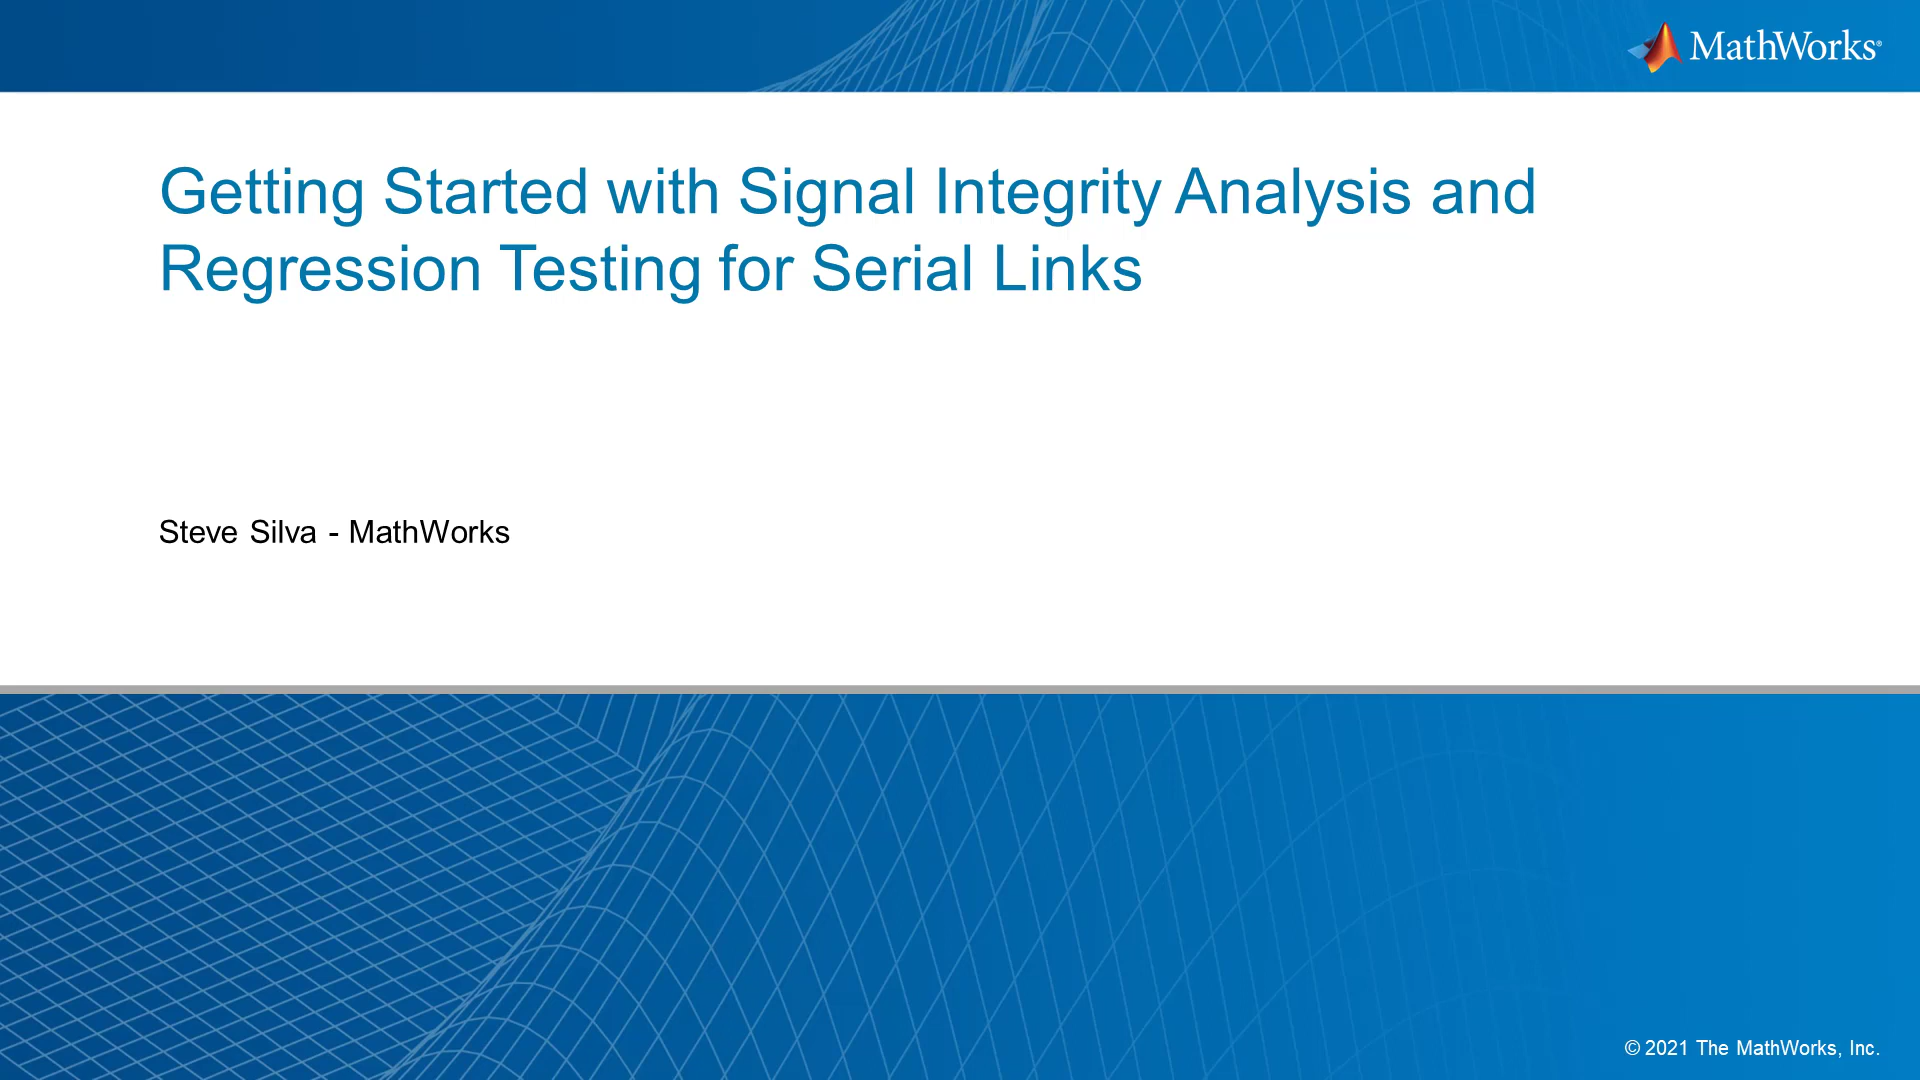 MathWorks®
Getting Started with Signal Integrity Analysis and
Regression Testing for Serial Links
Steve Silva - MathWorks
© 2021 The MathWorks, Inc.